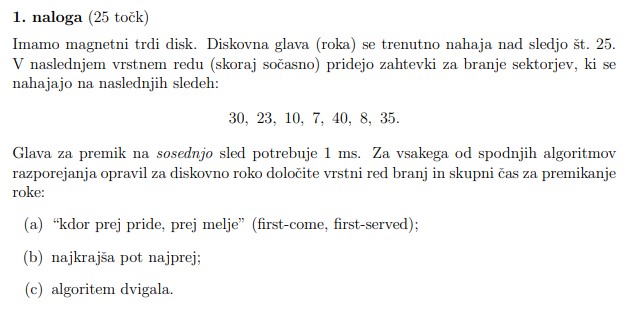 1. naloga (25 točk)
Imamo magnetni trdi disk. Diskovna glava (roka) se trenutno nahaja nad sledjo št. 25.
V naslednjem vrstnem redu (skoraj sočasno) pridejo zahtevki za branje sektorjev, ki se
nahajajo na naslednjih sledeh:
30, 23, 10, 7, 40, 8, 35.
Glava za premik na sosednjo sled potrebuje 1 ms. Za vsakega od spodnjih algoritmov
razporejanja opravil za diskovno roko določite vrstni red branj in skupni čas za premikanje
roke:
(a) “kdor prej pride, prej melje” (first-come, first-served);
(b) najkrajša pot najprej;
(c) algoritem dvigala.